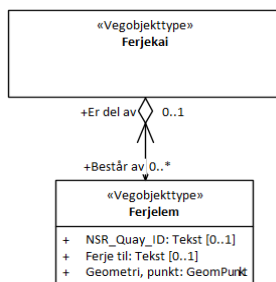 «Vegobjekttype»
Ferjekai
+Er del av 0..1
+Består av 0..*
«Vegobjekttype»
Ferjelem
+ NSR_Quay_ID: Tekst [0..1]
+ Ferje til: Tekst [0..1]
+ Geometri, punkt: GeomPunkt